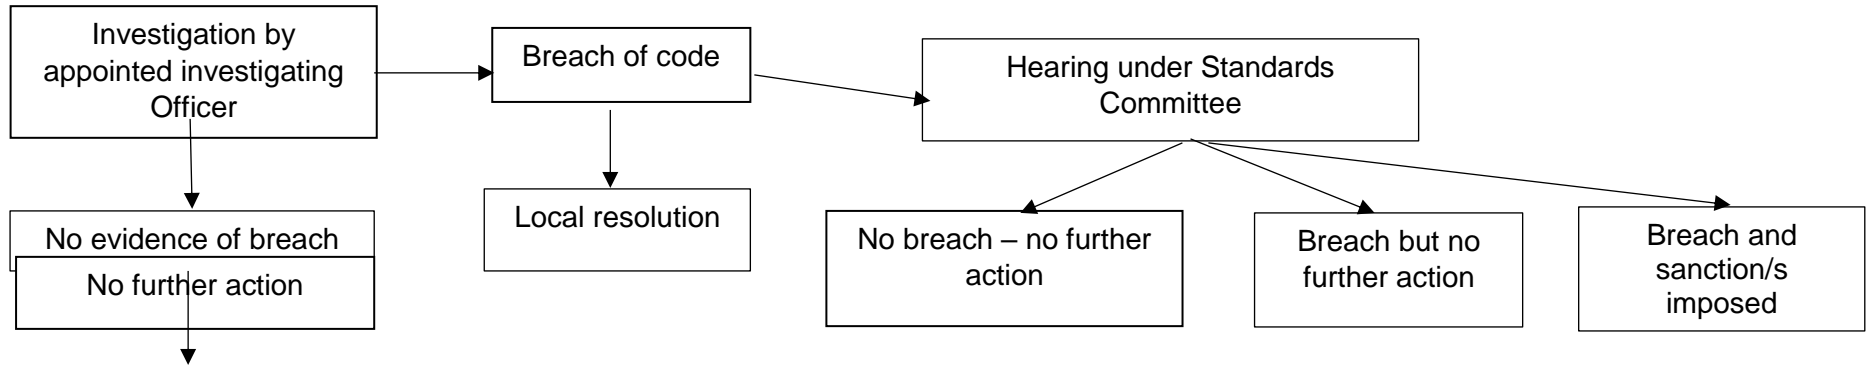 Investigation by
appointed investigating
Officer
Breach of code
Hearing under Standards
Committee
No evidence of breach
No further action
Local resolution
No breach – no further
action
Breach but no
further action
Breach and
sanction/s
imposed